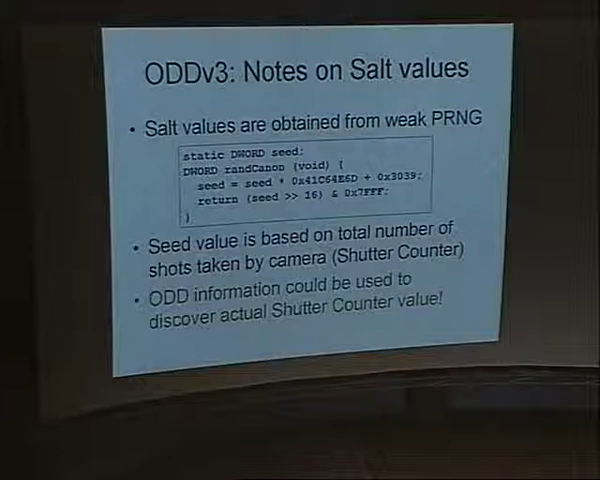 ODDv3: Notes on Salt values
• Salt values are obtained from weak PRNG
static DWORD seed;
DWORD randCanon (void) {
seed = seed * 0x41C64E6D + 0x3039;
return (seed >> 16) & 0x7FFF;
}
• Seed value is based on total number of
shots taken by camera (Shutter Counter)
• ODD information could be used to
discover actual Shutter Counter value!